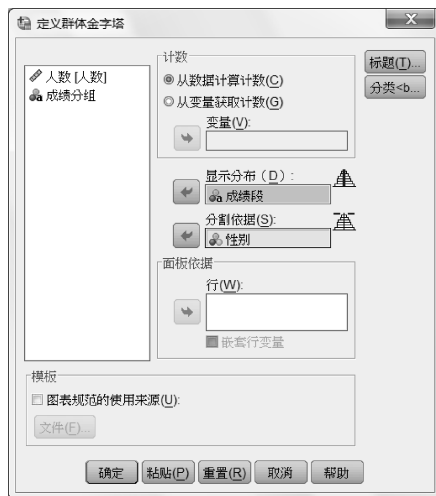 定义群体金字塔
人数 [人数]
成绩分组
计数
从数据计算计数(C)
从变量获取计数(G)
变量(V):
显示分布（D）:
成绩段
分割依据(S):
性别
面板依据
行(W):
嵌套行变量
标题(T)...
分类<b...
模板
图表规范的使用来源(U):
文件(F)...
确定
粘贴(P)
重置(R)
取消
帮助